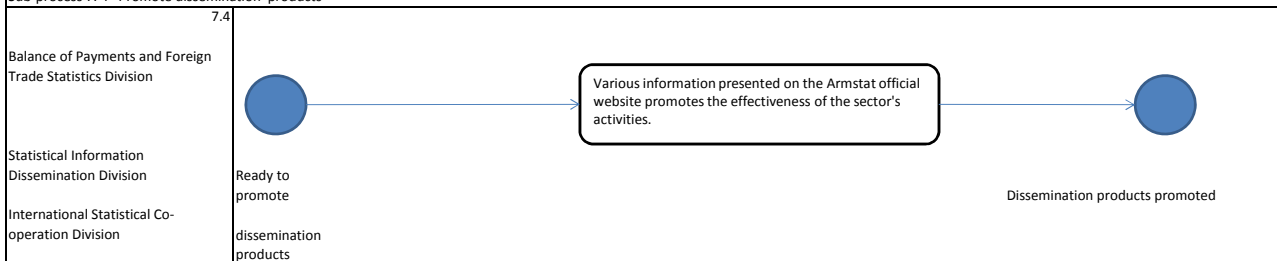 7.4
Balance of Payments and Foreign
Trade Statistics Division
Various information presented on the Armstat official
website promotes the effectiveness of the sector's
activities.
Statistical Information
Dissemination Division
International Statistical Co-
operation Division
Ready to
promote
dissemination
products
Dissemination products promoted